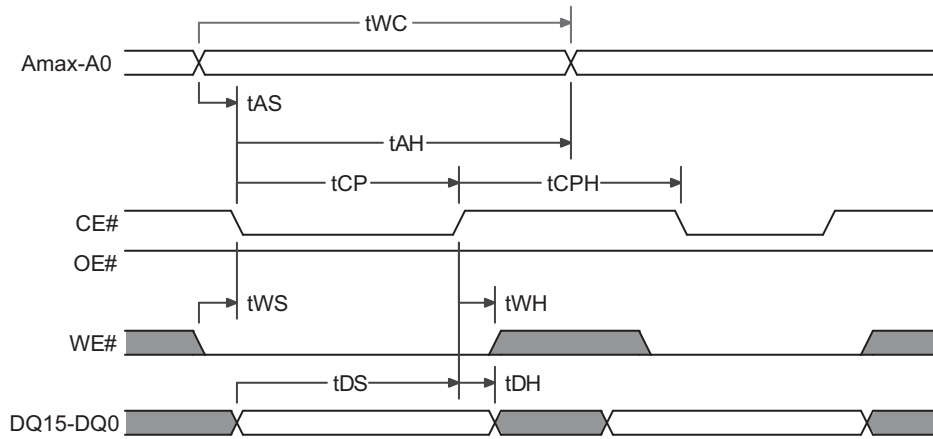 tWC
Amax-A0
tAS
tAH
tCP
tCPH
CE#
OE#
tWS
tWH
WE#
tDS
tDH
DQ15-DQ0